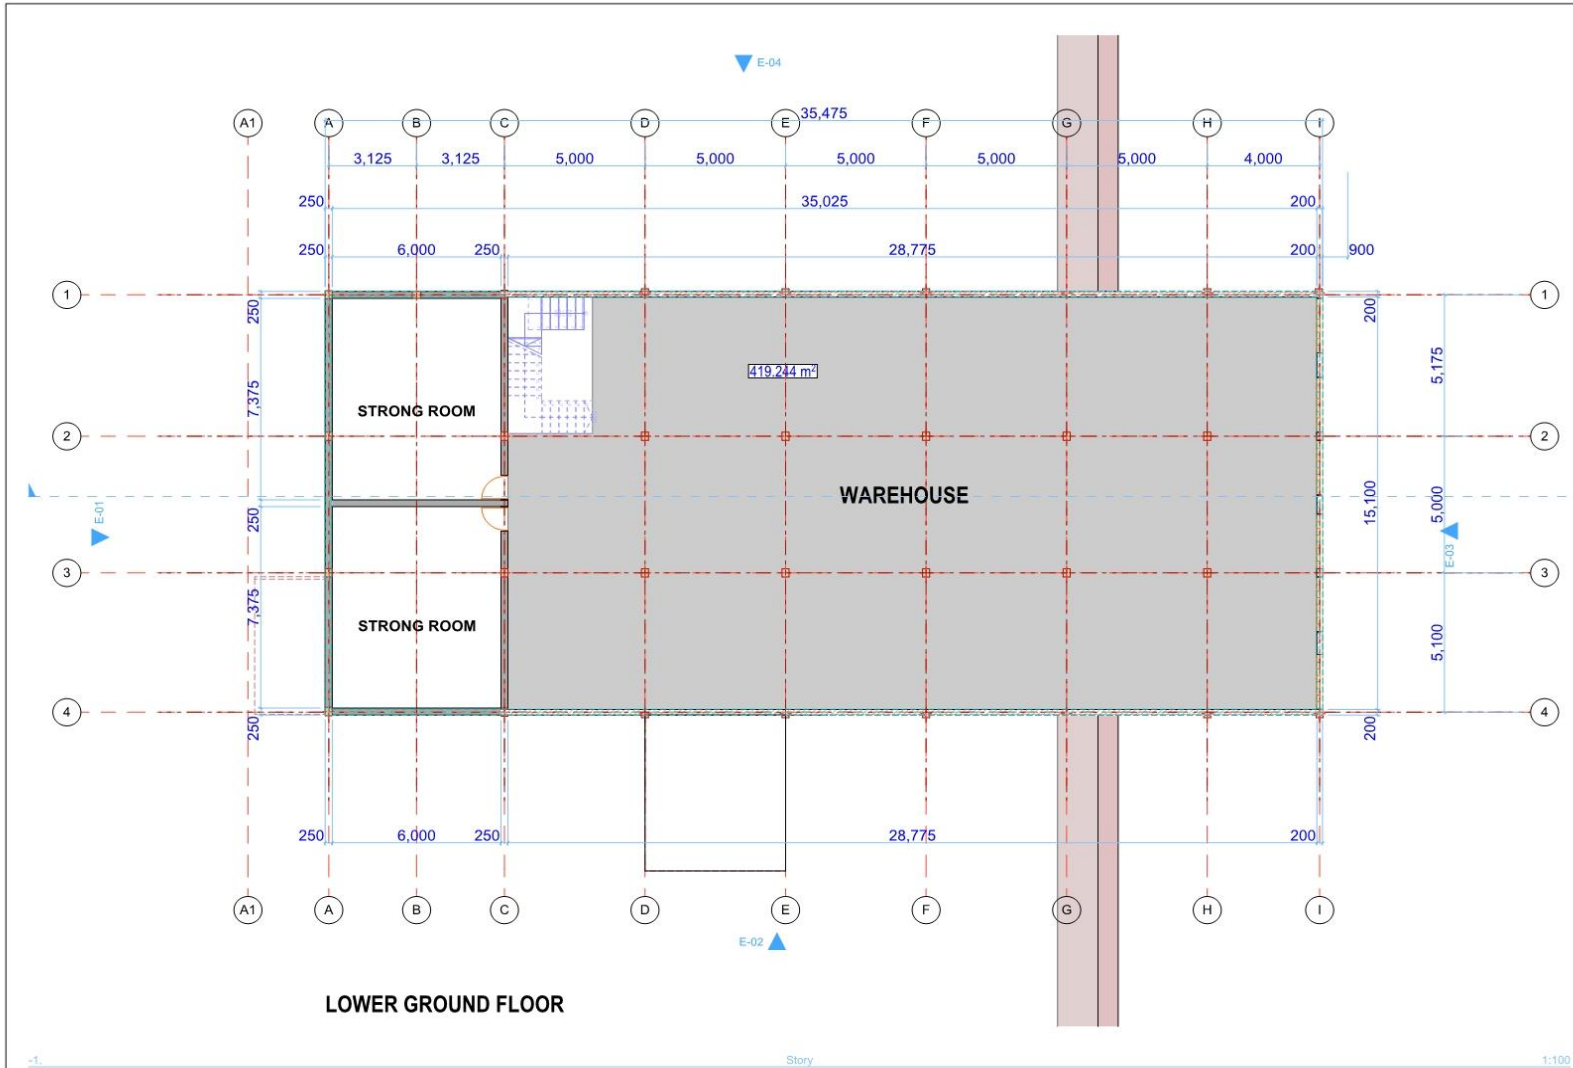 E-04
A1 A B C D E F G H I
35,475
3,125 3,125 5,000 5,000 5,000 5,000 5,000 4,000
250 35,025 200
250 6,000 250 28,775 200 900
1 1
250 200
419.244 m²
5,175
7,375
STRONG ROOM
2 2
WAREHOUSE
E-01
250
15,100
5,000
E-03
3 3
7,375
STRONG ROOM
5,100
4 4
250 200
250 6,000 250 28,775 200
A1 A B C D E F G H I
E-02
LOWER GROUND FLOOR
-1. Story 1:100